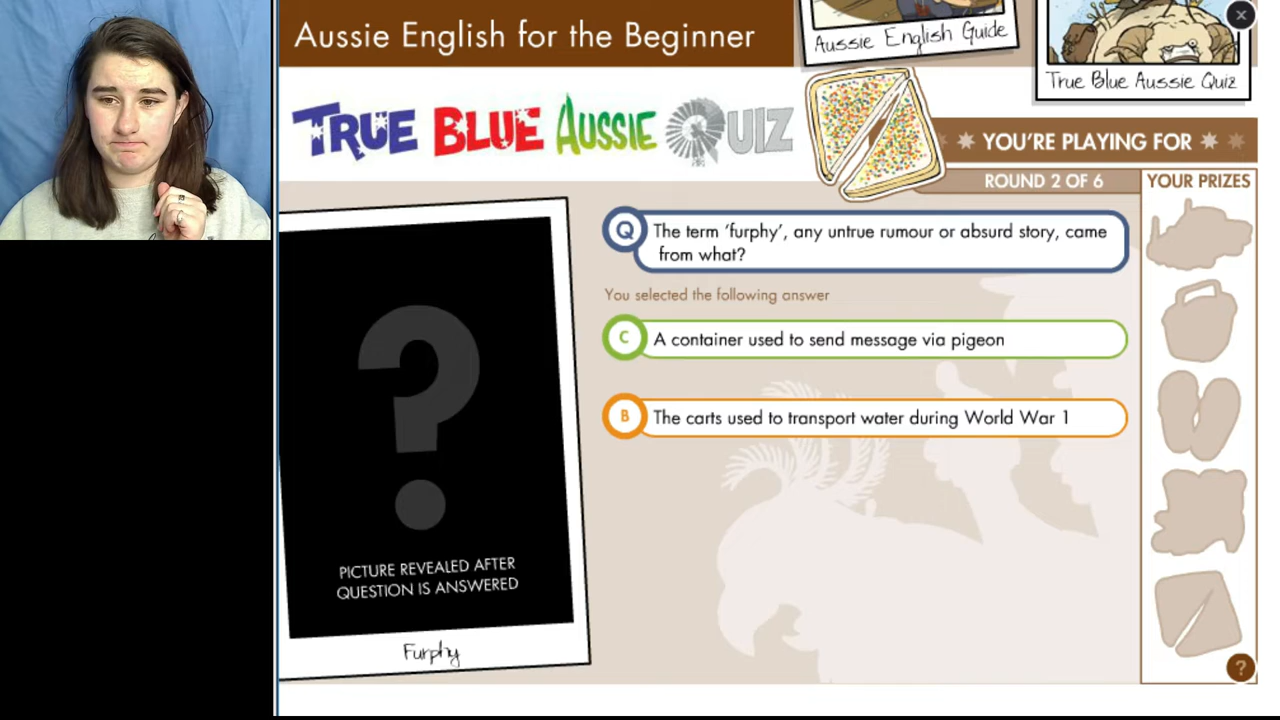 Aussie English for the Beginner
Aussie English Guide
True Blue Aussie Quiz
TRUE BLUE AUSSIE QUIZ
YOU'RE PLAYING FOR
ROUND 2 OF 6
YOUR PRIZES
Q The term 'furphy', any untrue rumour or absurd story, came
from what?
You selected the following answer
C A container used to send message via pigeon
B The carts used to transport water during World War 1
?
PICTURE REVEALED AFTER
QUESTION IS ANSWERED
Furphy
?